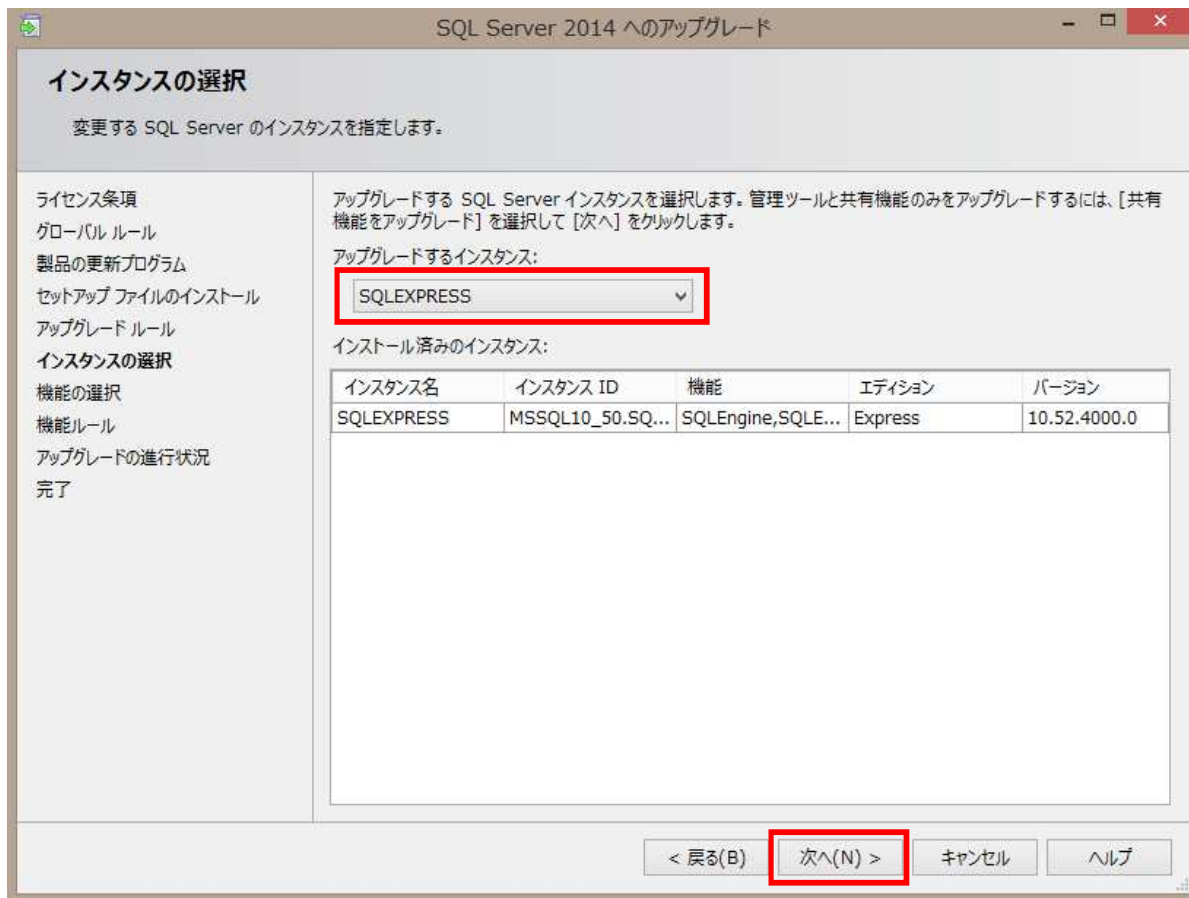 SQL Server 2014 へのアップグレード
インスタンスの選択
変更する SQL Server のインスタンスを指定します。
ライセンス条項
グローバル ルール
製品の更新プログラム
セットアップ ファイルのインストール
アップグレード ルール
インスタンスの選択
機能の選択
機能ルール
アップグレードの進行状況
完了
アップグレードする SQL Server インスタンスを選択します。管理ツールと共有機能のみをアップグレードするには、[共有
機能をアップグレード] を選択して [次へ] をクリックします。
アップグレードするインスタンス:
SQLEXPRESS
インストール済みのインスタンス:
インスタンス名 インスタンス ID 機能 エディション バージョン
SQLEXPRESS MSSQL10_50.SQ... SQLEngine,SQLE... Express 10.52.4000.0
< 戻る(B) 次へ(N) > キャンセル ヘルプ